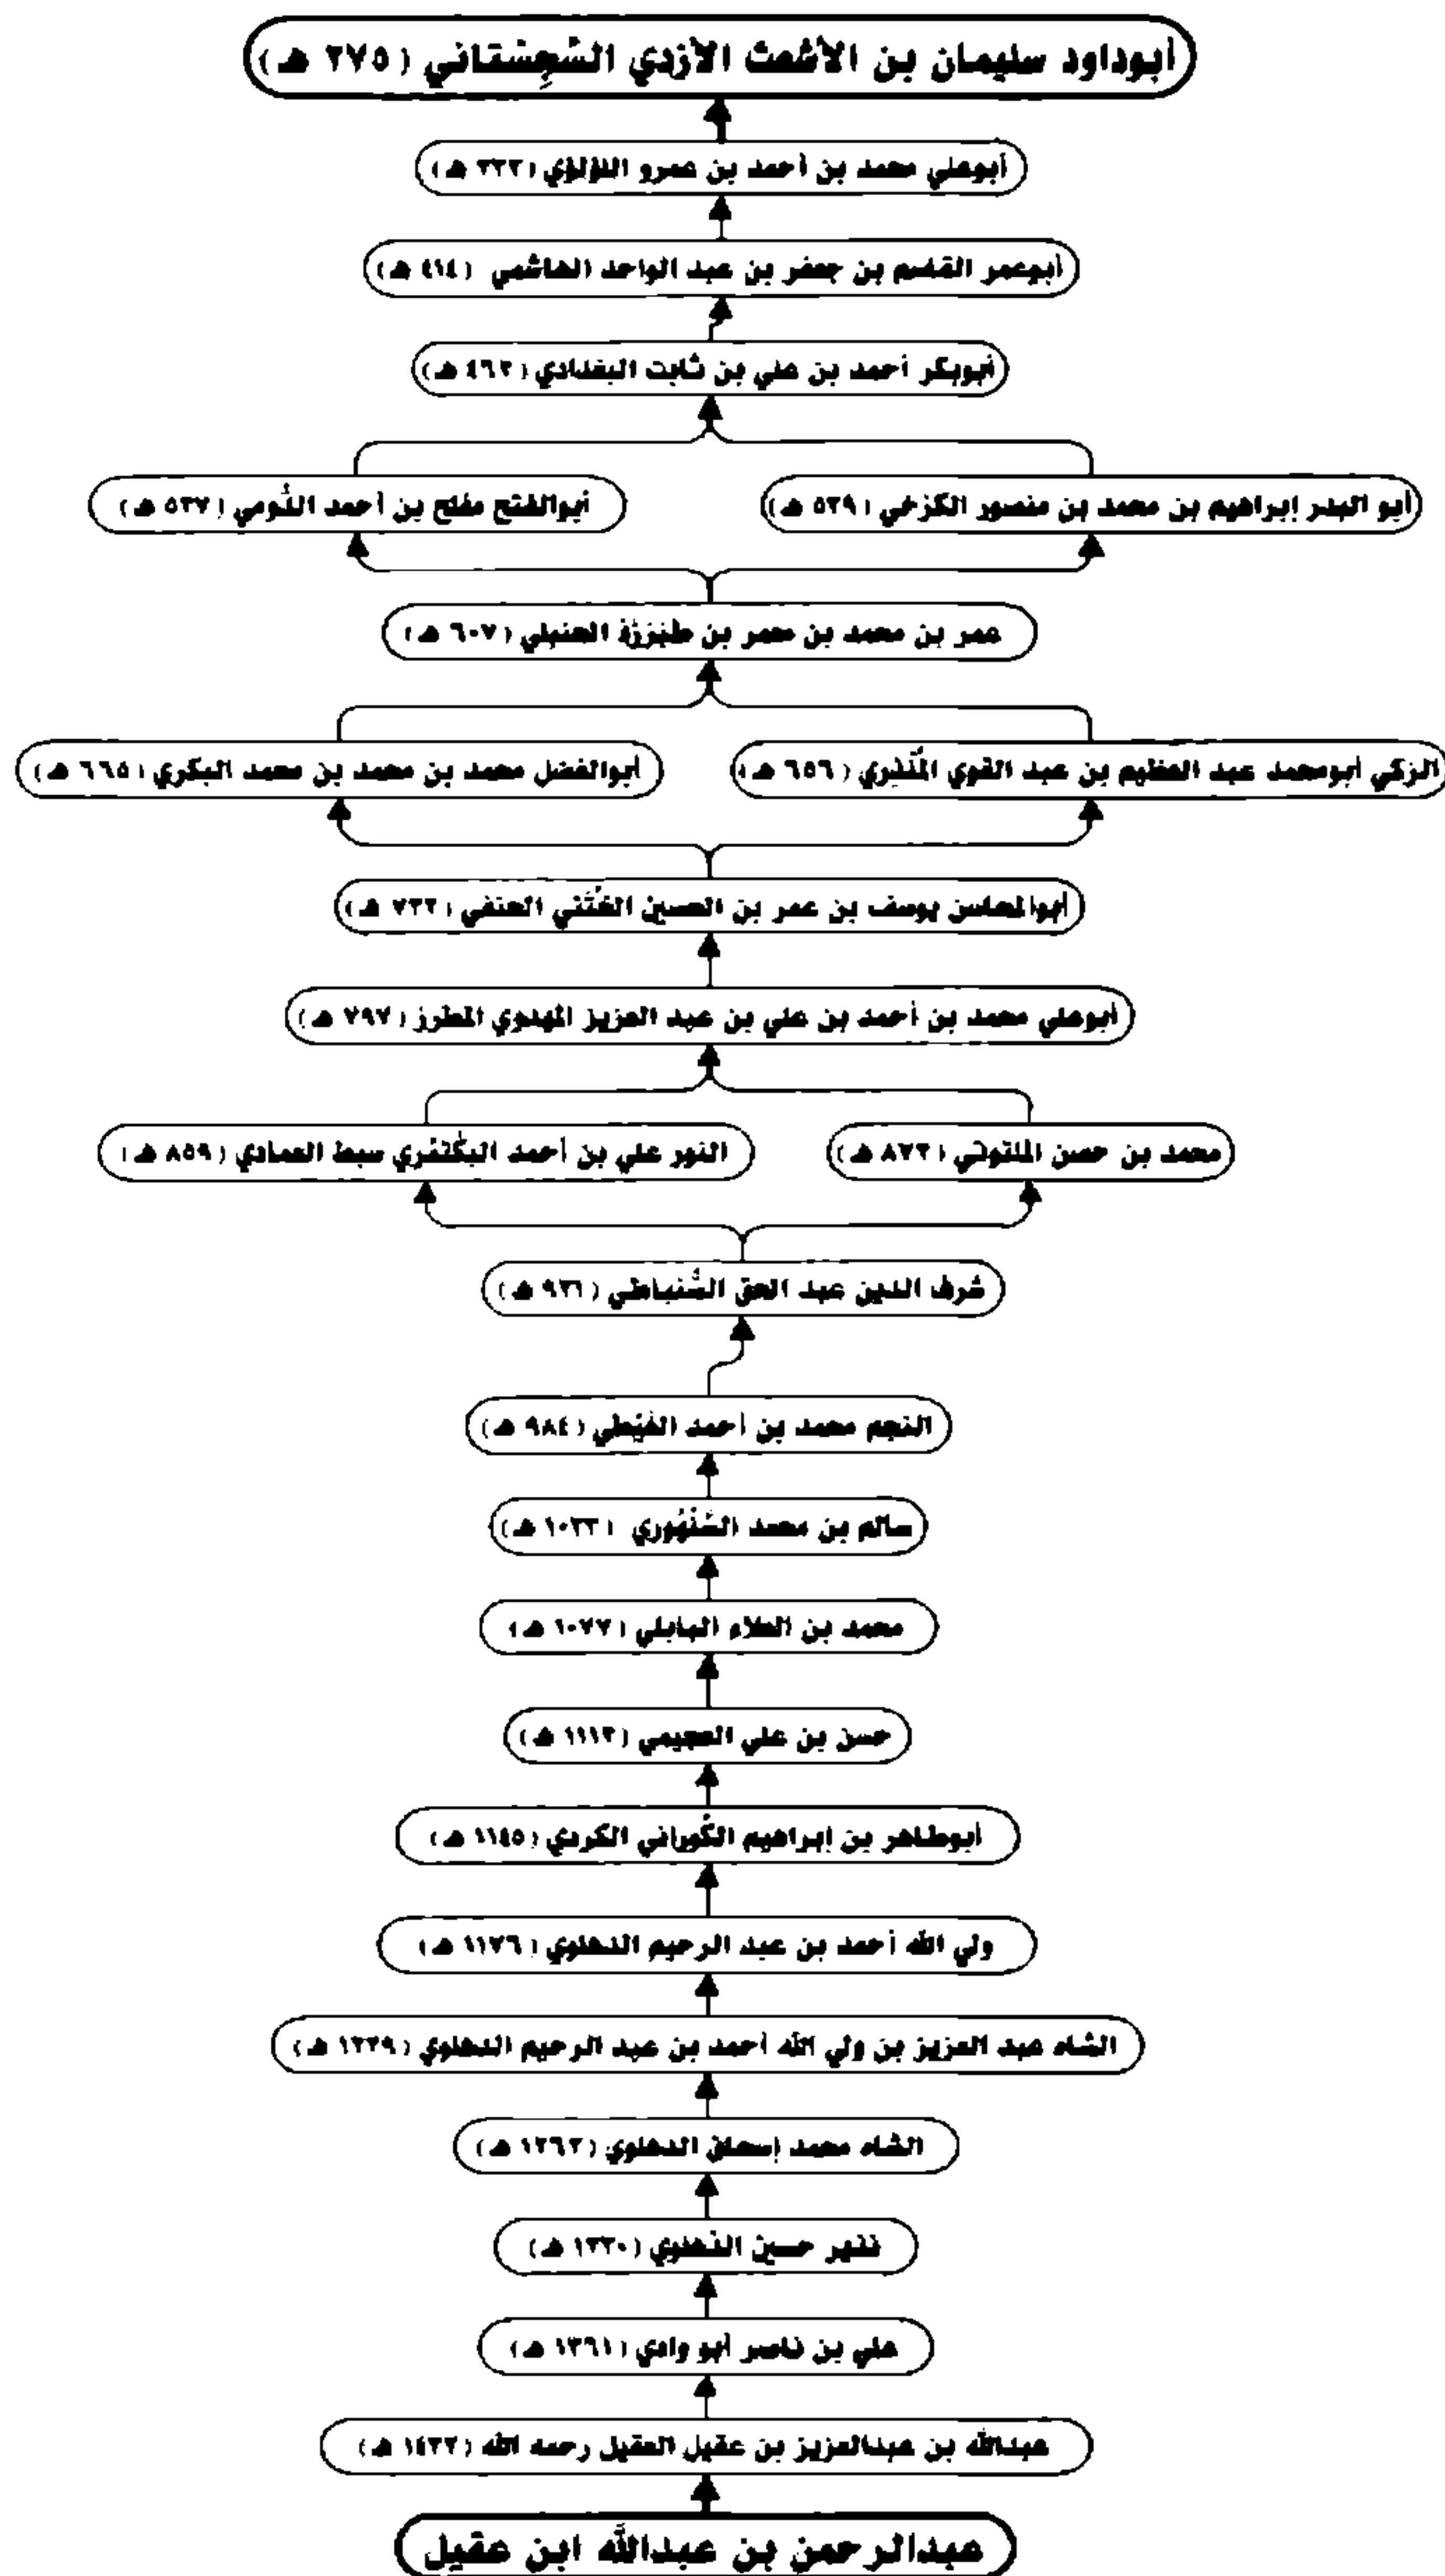 أبوداود سليمان بن الأشعث الأزدي السِّجِسْتاني (٢٧٥ هـ)
أبوعلي محمد بن أحمد بن عمرو اللؤلؤي (٣٣٣ هـ)
أبوعمر القاسم بن جعفر بن عبد الواحد الهاشمي (٤١٤ هـ)
أبوبكر أحمد بن علي بن ثابت البغدادي (٤٦٣ هـ)
أبو البدر إبراهيم بن محمد بن منصور الكرخي (٥٣٩ هـ)
أبوالفتح مفلح بن أحمد الدُّومي (٥٣٧ هـ)
عمر بن محمد بن معمر بن طَبَرْزَذ الحنبلي (٦٠٧ هـ)
الزكي أبومحمد عبد العظيم بن عبد القوي المُنْذِري (٦٥٦ هـ)
أبوالفضل محمد بن محمد بن محمد البكري (٦٦٥ هـ)
أبوالمحاسن يوسف بن عمر بن الحسين الخُتَني الحنفي (٧٣٢ هـ)
أبوعلي محمد بن أحمد بن علي بن عبد العزيز المهدوي المطرز (٧٩٧ هـ)
محمد بن حسن الملتوتي (٨٧٣ هـ)
النور علي بن أحمد البكْتمُري سبط العمادي (٨٥٩ هـ)
شرف الدين عبد الحق السُّنباطي (٩٣١ هـ)
النجم محمد بن أحمد الغَيْطي (٩٨٤ هـ)
سالم بن محمد السَّنْهُوري (١٠٣٣ هـ)
محمد بن العلاء البابلي (١٠٧٧ هـ)
حسن بن علي العجيمي (١١١٣ هـ)
أبوطاهر بن إبراهيم الكُوراني الكردي (١١٤٥ هـ)
ولي الله أحمد بن عبد الرحيم الدهلوي (١١٧٦ هـ)
الشاه عبد العزيز بن ولي الله أحمد بن عبد الرحيم الدهلوي (١٢٣٩ هـ)
الشاه محمد إسحاق الدهلوي (١٢٦٢ هـ)
نذير حسين الدهلوي (١٣٢٠ هـ)
علي بن ناصر أبو وادي (١٣٦١ هـ)
عبدالله بن عبدالعزيز بن عقيل العقيل رحمه الله (١٤٣٢ هـ)
عبدالرحمن بن عبدالله ابن عقيل